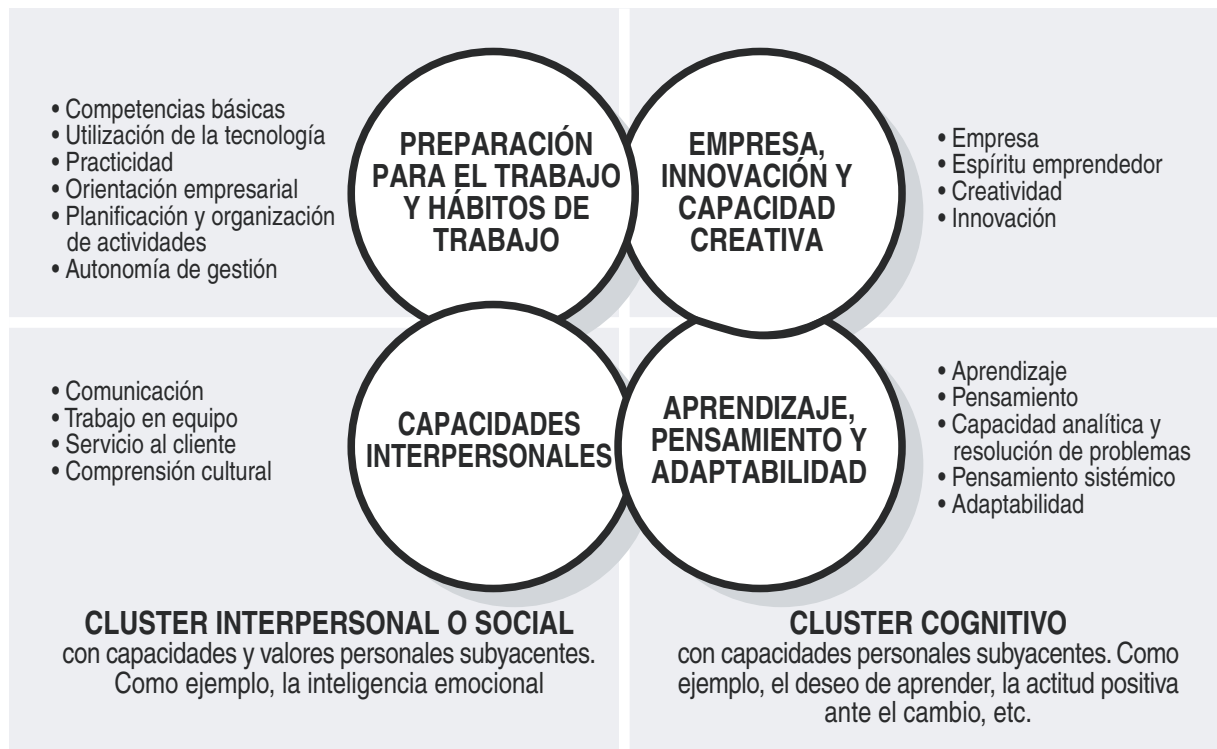 • Competencias básicas
• Utilización de la tecnología
• Practicidad
• Orientación empresarial
• Planificación y organización
de actividades
• Autonomía de gestión
PREPARACIÓN
PARA EL TRABAJO
Y HÁBITOS DE
TRABAJO
EMPRESA,
INNOVACIÓN Y
CAPACIDAD
CREATIVA
• Empresa
• Espíritu emprendedor
• Creatividad
• Innovación
• Comunicación
• Trabajo en equipo
• Servicio al cliente
• Comprensión cultural
CAPACIDADES
INTERPERSONALES
APRENDIZAJE,
PENSAMIENTO Y
ADAPTABILIDAD
• Aprendizaje
• Pensamiento
• Capacidad analítica y
resolución de problemas
• Pensamiento sistémico
• Adaptabilidad
CLUSTER INTERPERSONAL O SOCIAL
con capacidades y valores personales subyacentes.
Como ejemplo, la inteligencia emocional
CLUSTER COGNITIVO
con capacidades personales subyacentes. Como
ejemplo, el deseo de aprender, la actitud positiva
ante el cambio, etc.